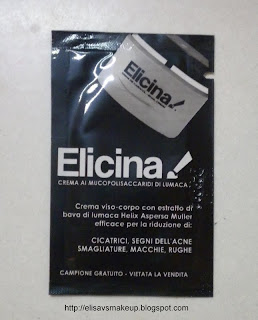 Elicina!
Elicina!
CREMA AI MUCOPOLISACCARIDI DI LUMACA
Crema viso-corpo con estratto di
bava di lumaca Helix Aspersa Muller
efficace per la riduzione di:
CICATRICI, SEGNI DELL'ACNE
SMAGLIATURE, MACCHIE, RUGHE
CAMPIONE GRATUITO - VIETATA LA VENDITA
http://elisavsmakeup.blogspot.com